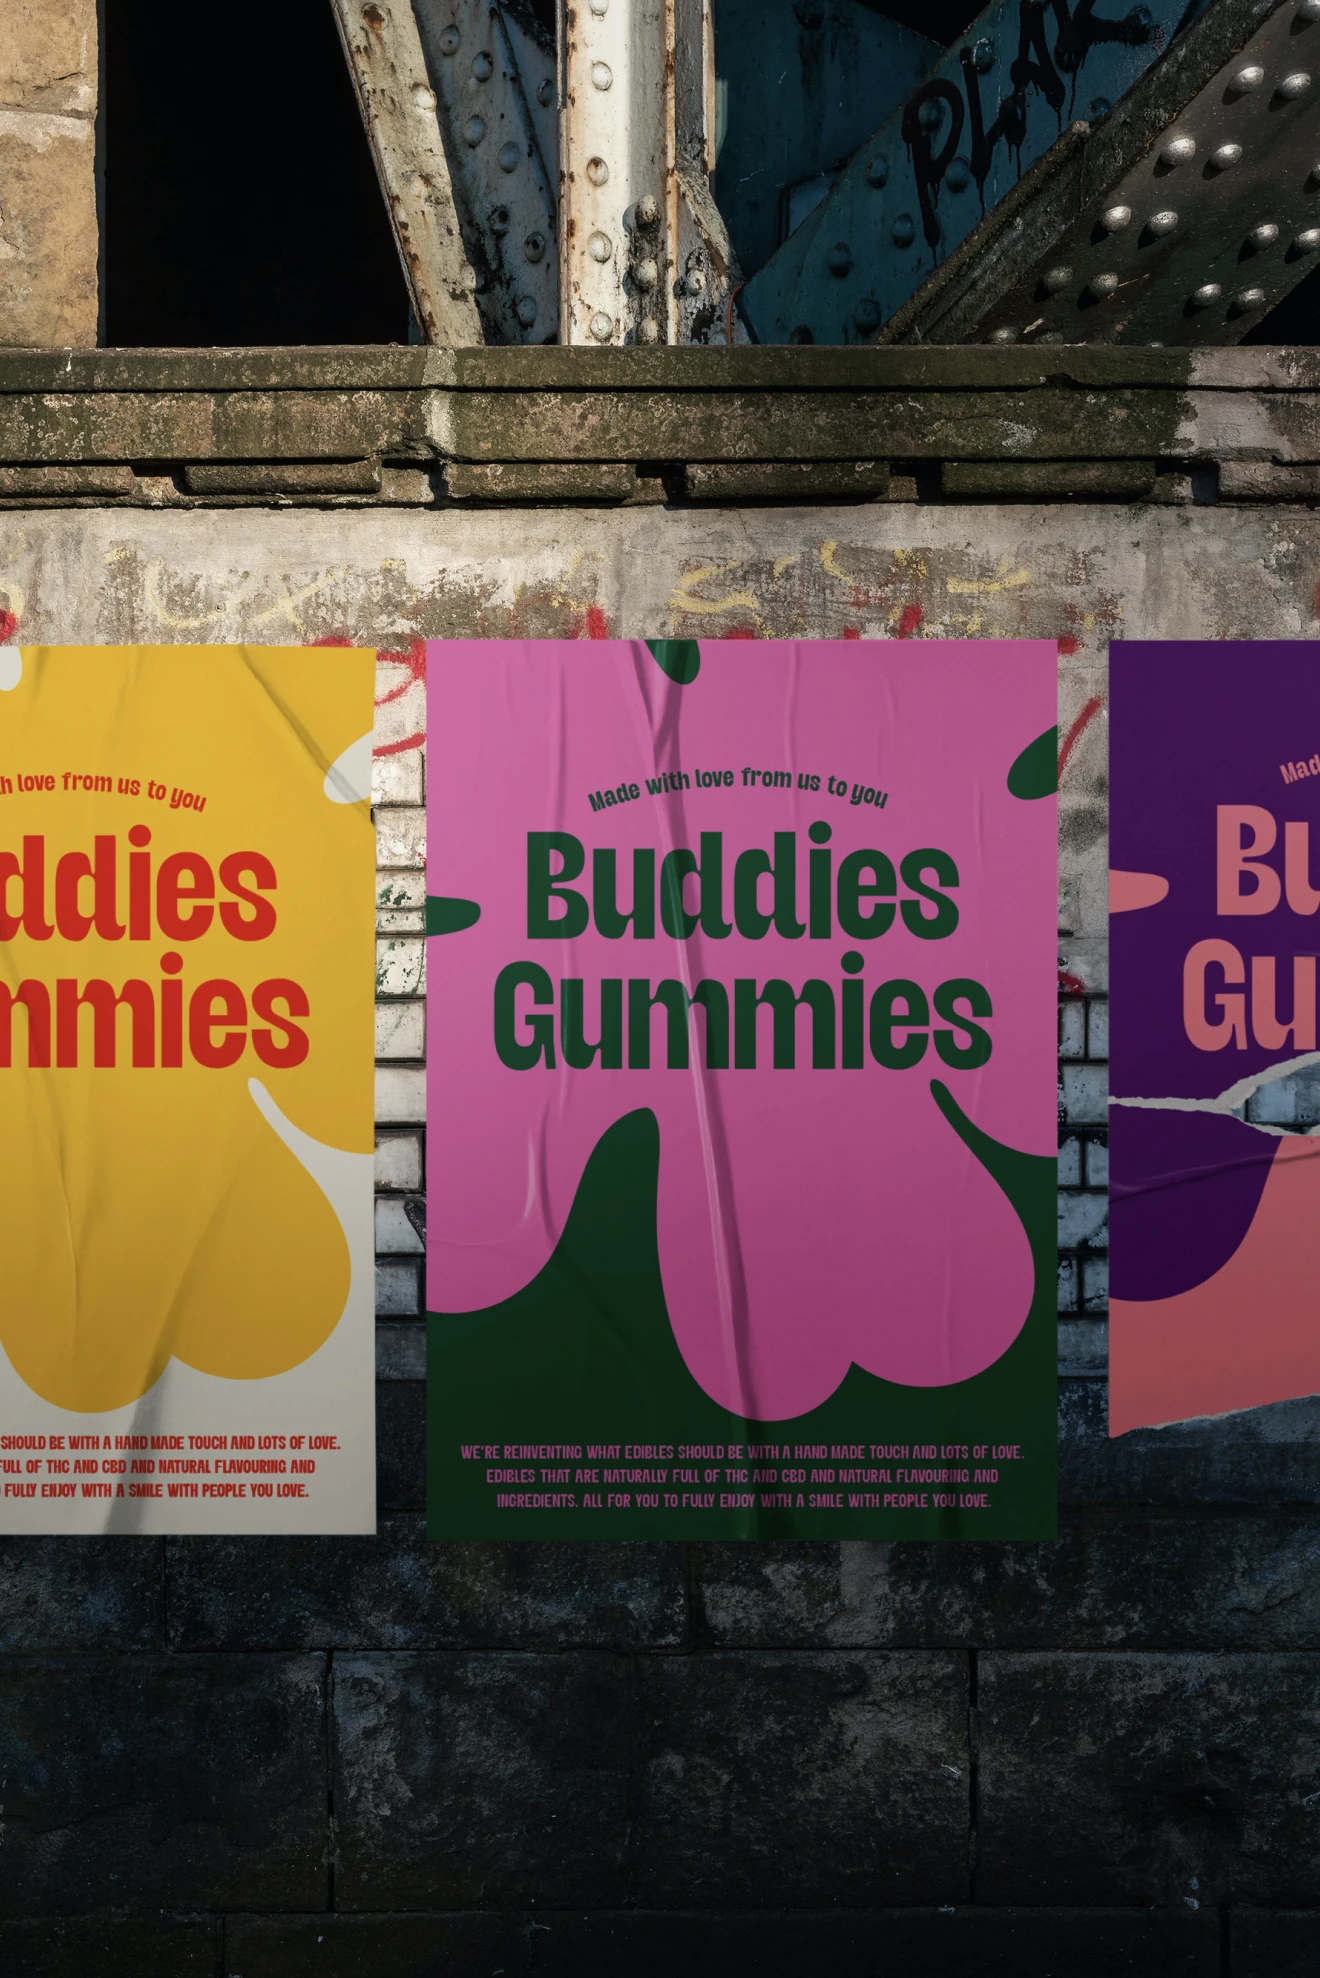 PLAK
th love from us to you
ddies
mmies
SHOULD BE WITH A HAND MADE TOUCH AND LOTS OF LOVE.
FULL OF THC AND CBD AND NATURAL FLAVOURING AND
FULLY ENJOY WITH A SMILE WITH PEOPLE YOU LOVE.
Made with love from us to you
Buddies
Gummies
WE'RE REINVENTING WHAT EDIBLES SHOULD BE WITH A HAND MADE TOUCH AND LOTS OF LOVE.
EDIBLES THAT ARE NATURALLY FULL OF THC AND CBD AND NATURAL FLAVOURING AND
INGREDIENTS. ALL FOR YOU TO FULLY ENJOY WITH A SMILE WITH PEOPLE YOU LOVE.
Mad
Bu
Gu